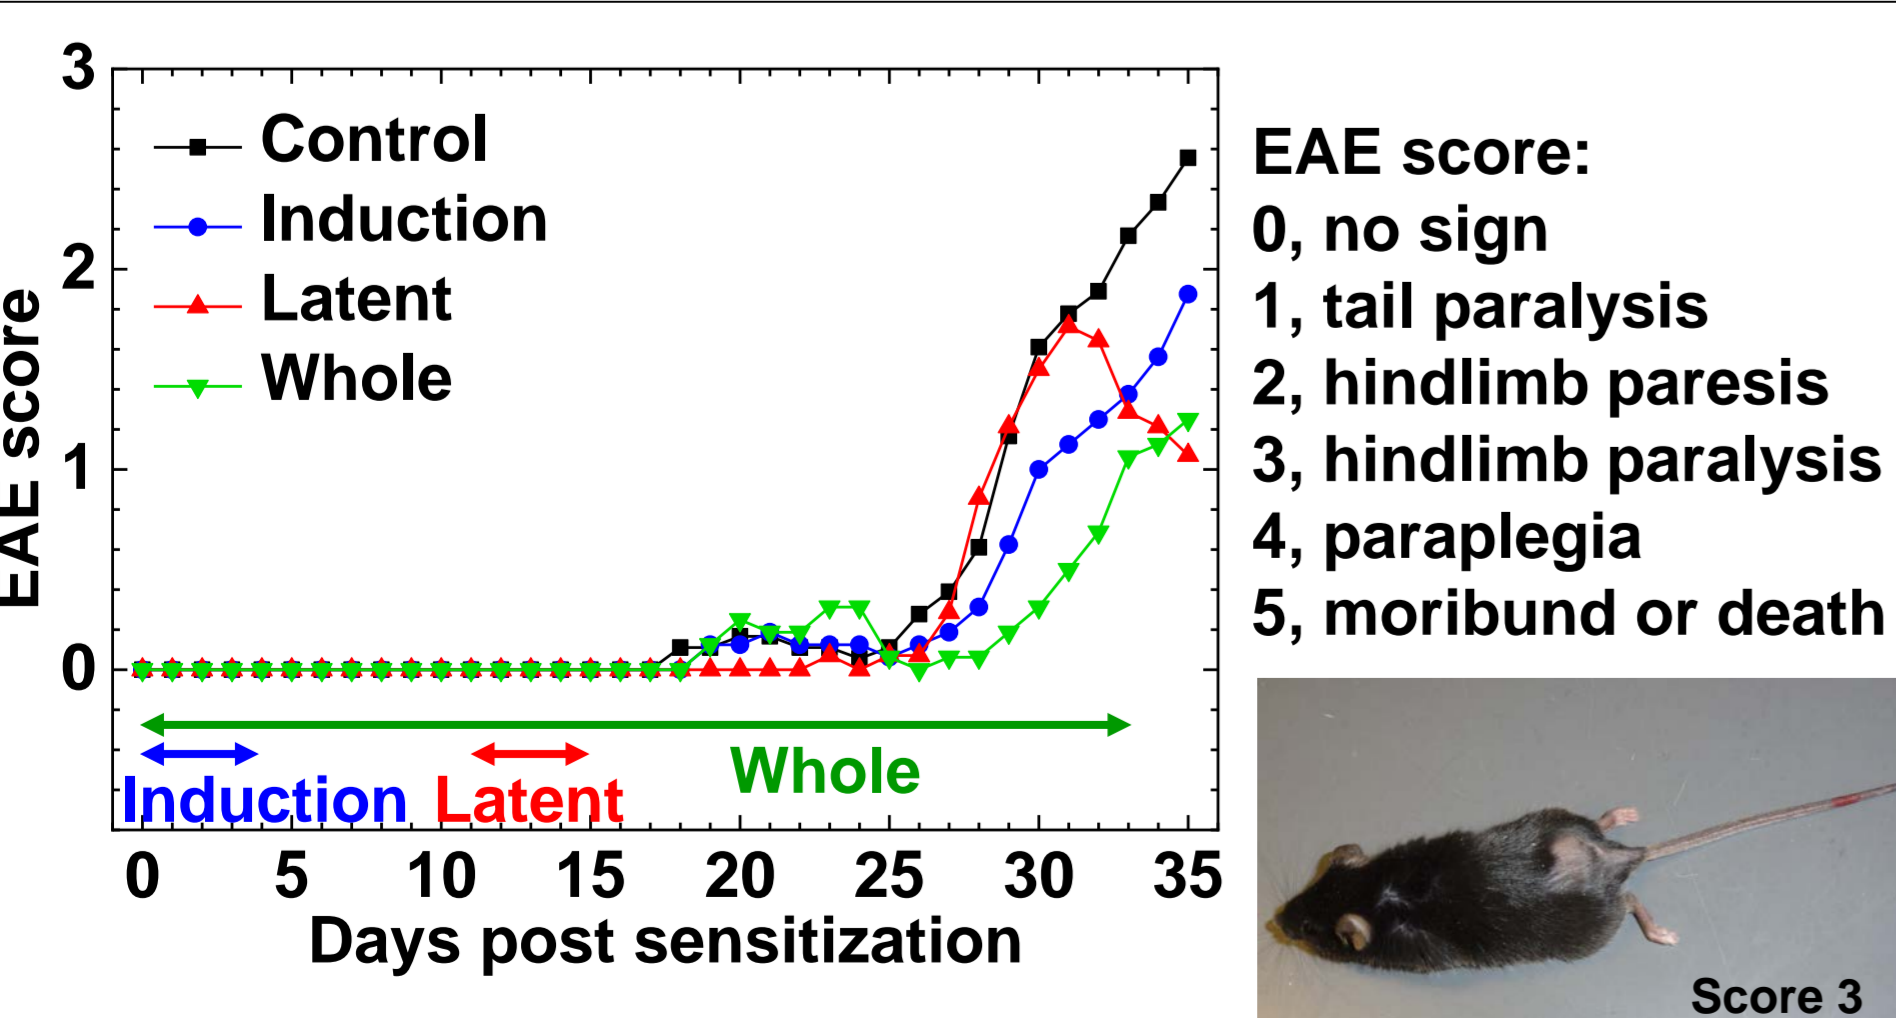 3
2
1
0
EAE score
Control
Induction
Latent
Whole
Whole
Induction Latent
0 5 10 15 20 25 30 35
Days post sensitization
EAE score:
0, no sign
1, tail paralysis
2, hindlimb paresis
3, hindlimb paralysis
4, paraplegia
5, moribund or death
Score 3